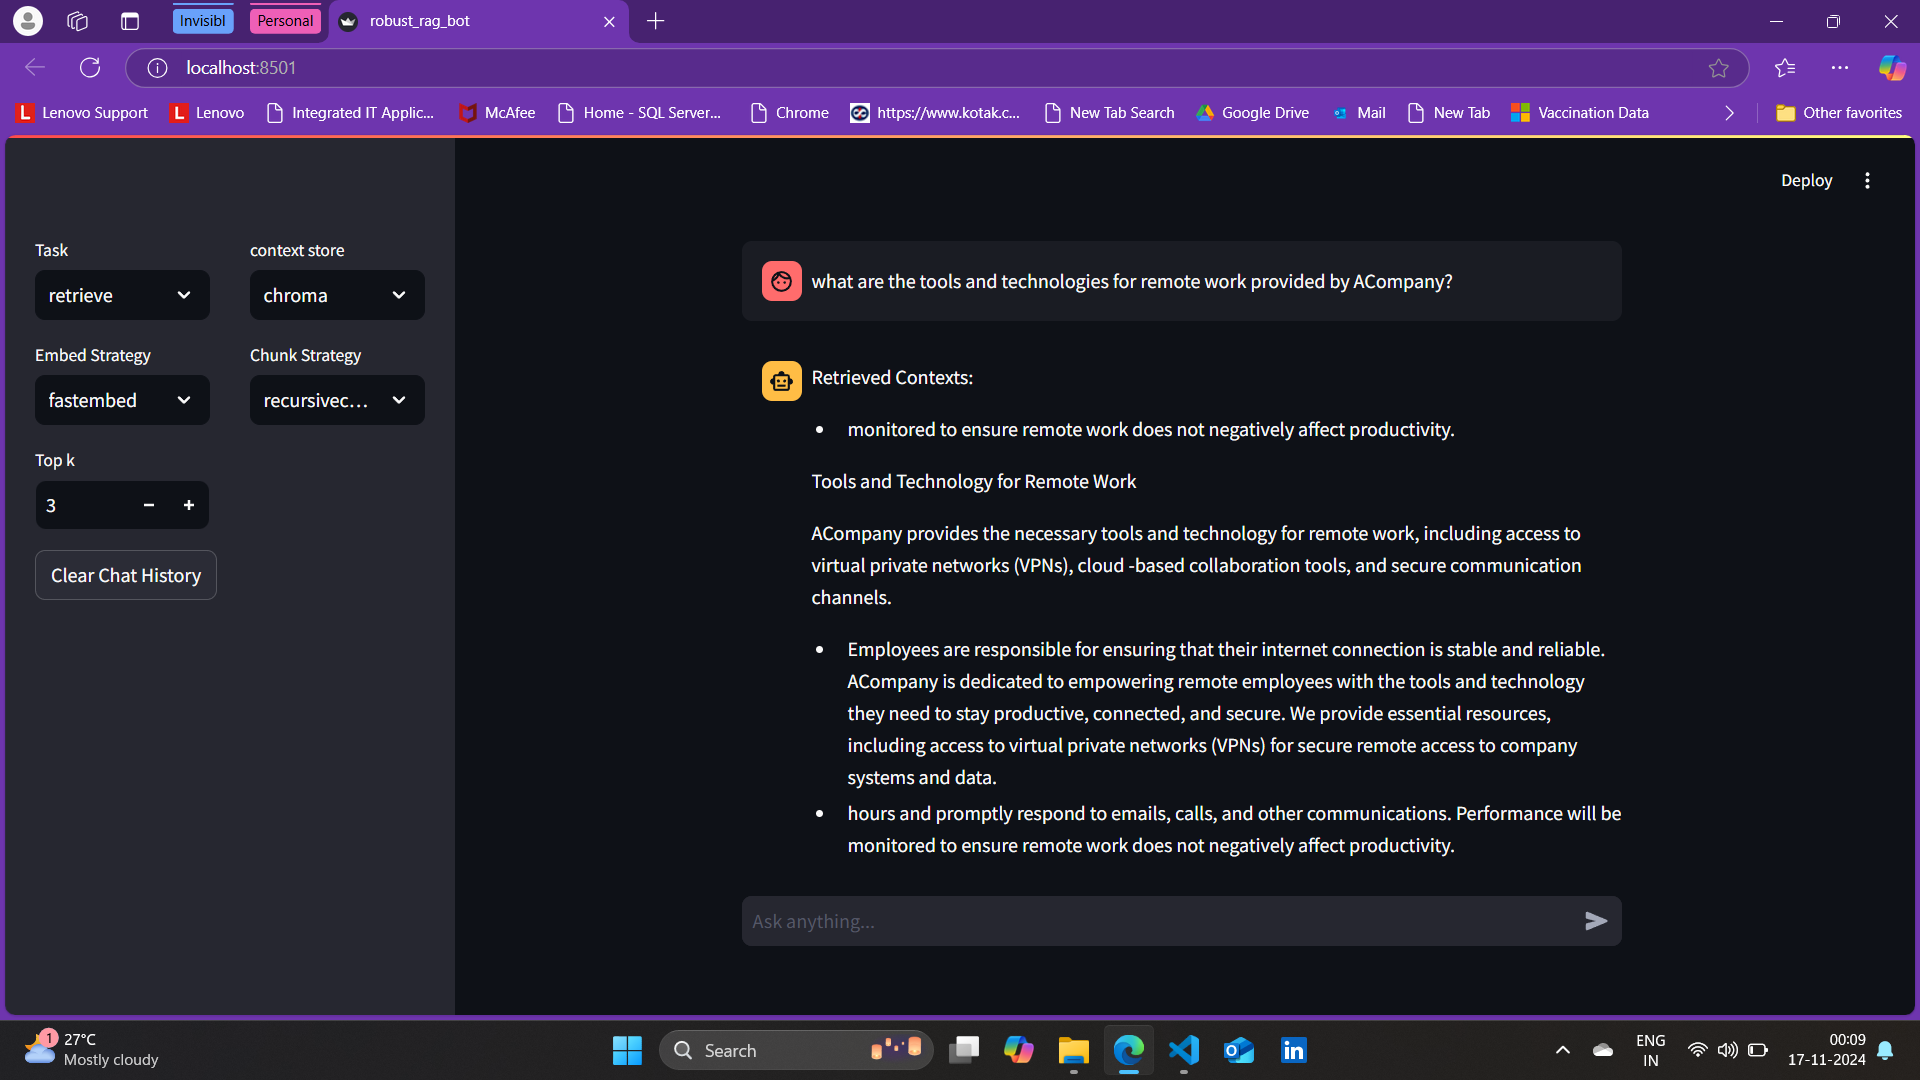 Invisibl
Personal
robust_rag_bot
localhost:8501
Lenovo Support
Lenovo
Integrated IT Applic...
McAfee
Home - SQL Server...
Chrome
https://www.kotak.c...
New Tab Search
Google Drive
Mail
New Tab
Vaccination Data
Other favorites
Deploy
Task
context store
retrieve
chroma
Embed Strategy
Chunk Strategy
fastembed
recursivec...
Top k
3
Clear Chat History
what are the tools and technologies for remote work provided by ACompany?
Retrieved Contexts:
• monitored to ensure remote work does not negatively affect productivity.
Tools and Technology for Remote Work
ACompany provides the necessary tools and technology for remote work, including access to
virtual private networks (VPNs), cloud -based collaboration tools, and secure communication
channels.
• Employees are responsible for ensuring that their internet connection is stable and reliable.
ACompany is dedicated to empowering remote employees with the tools and technology
they need to stay productive, connected, and secure. We provide essential resources,
including access to virtual private networks (VPNs) for secure remote access to company
systems and data.
• hours and promptly respond to emails, calls, and other communications. Performance will be
monitored to ensure remote work does not negatively affect productivity.
Ask anything...
1
27°C
Mostly cloudy
Search
ENG
IN
00:09
17-11-2024